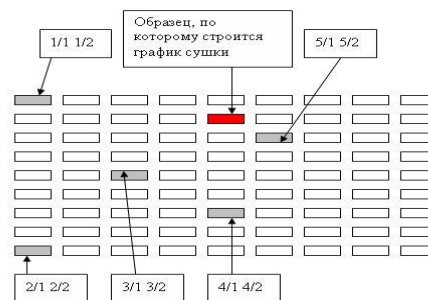 1/1 1/2
Образец, по
которому строится
график сушки
5/1 5/2
2/1 2/2
3/1 3/2
4/1 4/2